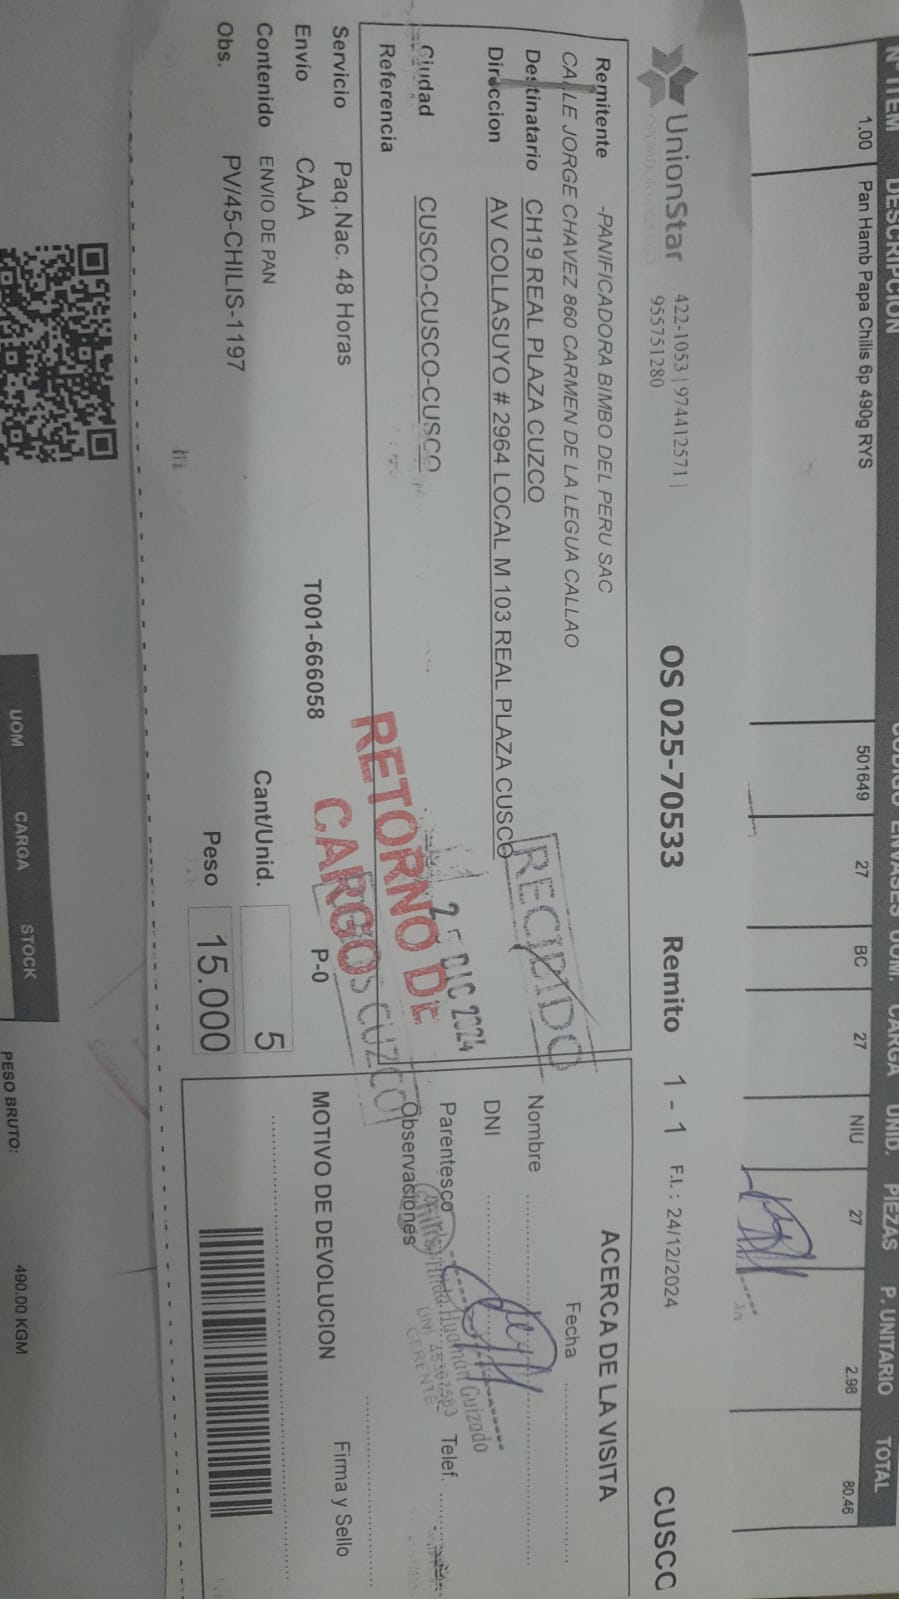 N° ITEM DESCRIPCION CODIGO ENVASES UOM. CARGA UNID. PIEZAS P. UNITARIO TOTAL
1.00 Pan Hamb Papa Chilis 6p 490g RYS 501649 27 BC 27 NIU 27 2.98 80.46
UnionStar 422-1053 | 974412571 | OS 025-70533 Remito 1 - 1 F.I. : 24/12/2024 CUSCO
955751280
Remitente -PANIFICADORA BIMBO DEL PERU SAC
CALLE JORGE CHAVEZ 860 CARMEN DE LA LEGUA CALLAO
Destinatario CH19 REAL PLAZA CUZCO
Direccion AV COLLASUYO # 2964 LOCAL M 103 REAL PLAZA CUSCO
Ciudad CUSCO-CUSCO-CUSCO
Referencia
RECIBIDO
25 DIC 2024
CUZCO
RETORNO DE
CARGOS
Servicio Paq.Nac. 48 Horas
Envío CAJA T001-666058 P-0
Contenido ENVIO DE PAN Cant/Unid. 5
Obs. PV/45-CHILIS-1197 Peso 15.000
ACERCA DE LA VISITA
Fecha
Nombre
DNI
Parentesco Telef.
Observaciones
Huaman Guizado
DNI 45367583
GERENTE
Firma y Sello
MOTIVO DE DEVOLUCION
UOM CARGA STOCK
PESO BRUTO: 490.00 KGM